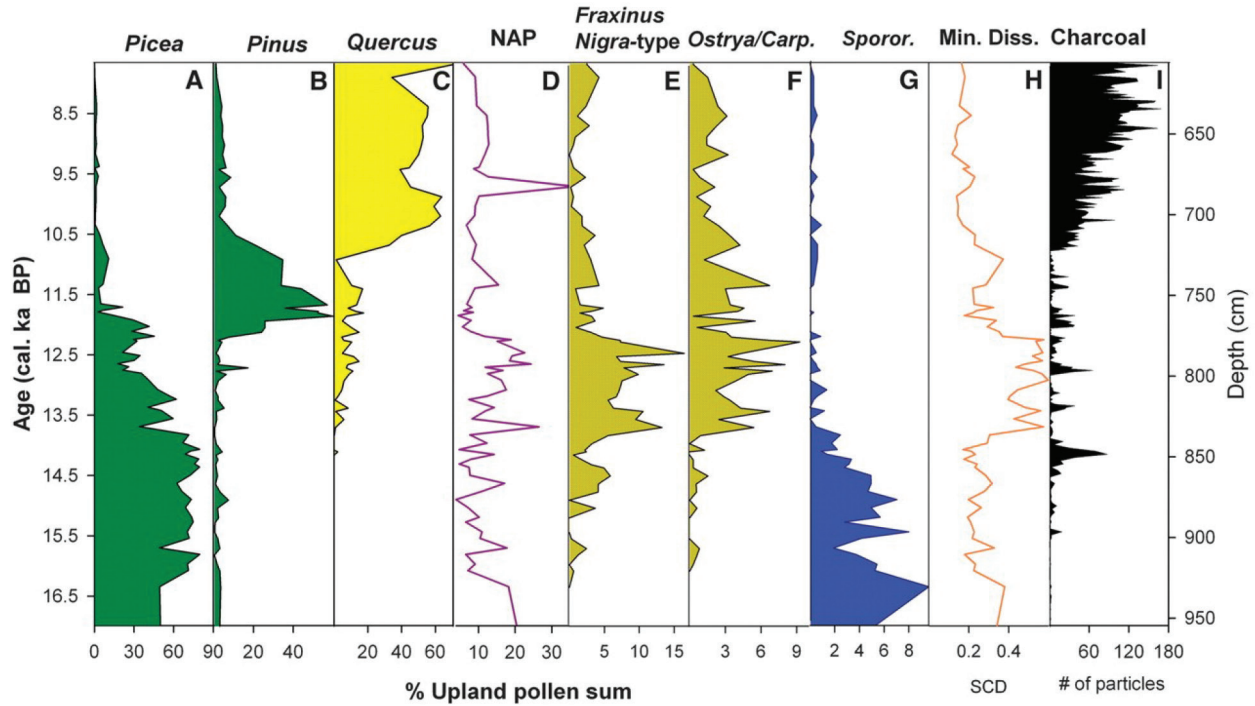 Fraxinus
Picea Pinus Quercus NAP Nigra-type Ostrya/Carp. Sporor. Min. Diss. Charcoal
A B C D E F G H I
8.5
9.5
10.5
11.5
12.5
13.5
14.5
15.5
16.5
Age (cal. ka BP)
650
700
750
800
850
900
950
Depth (cm)
0 30 60 90 20 40 20 40 60 10 20 30 5 10 15 3 6 9 2 4 6 8 0.2 0.4 60 120 180
% Upland pollen sum SCD # of particles